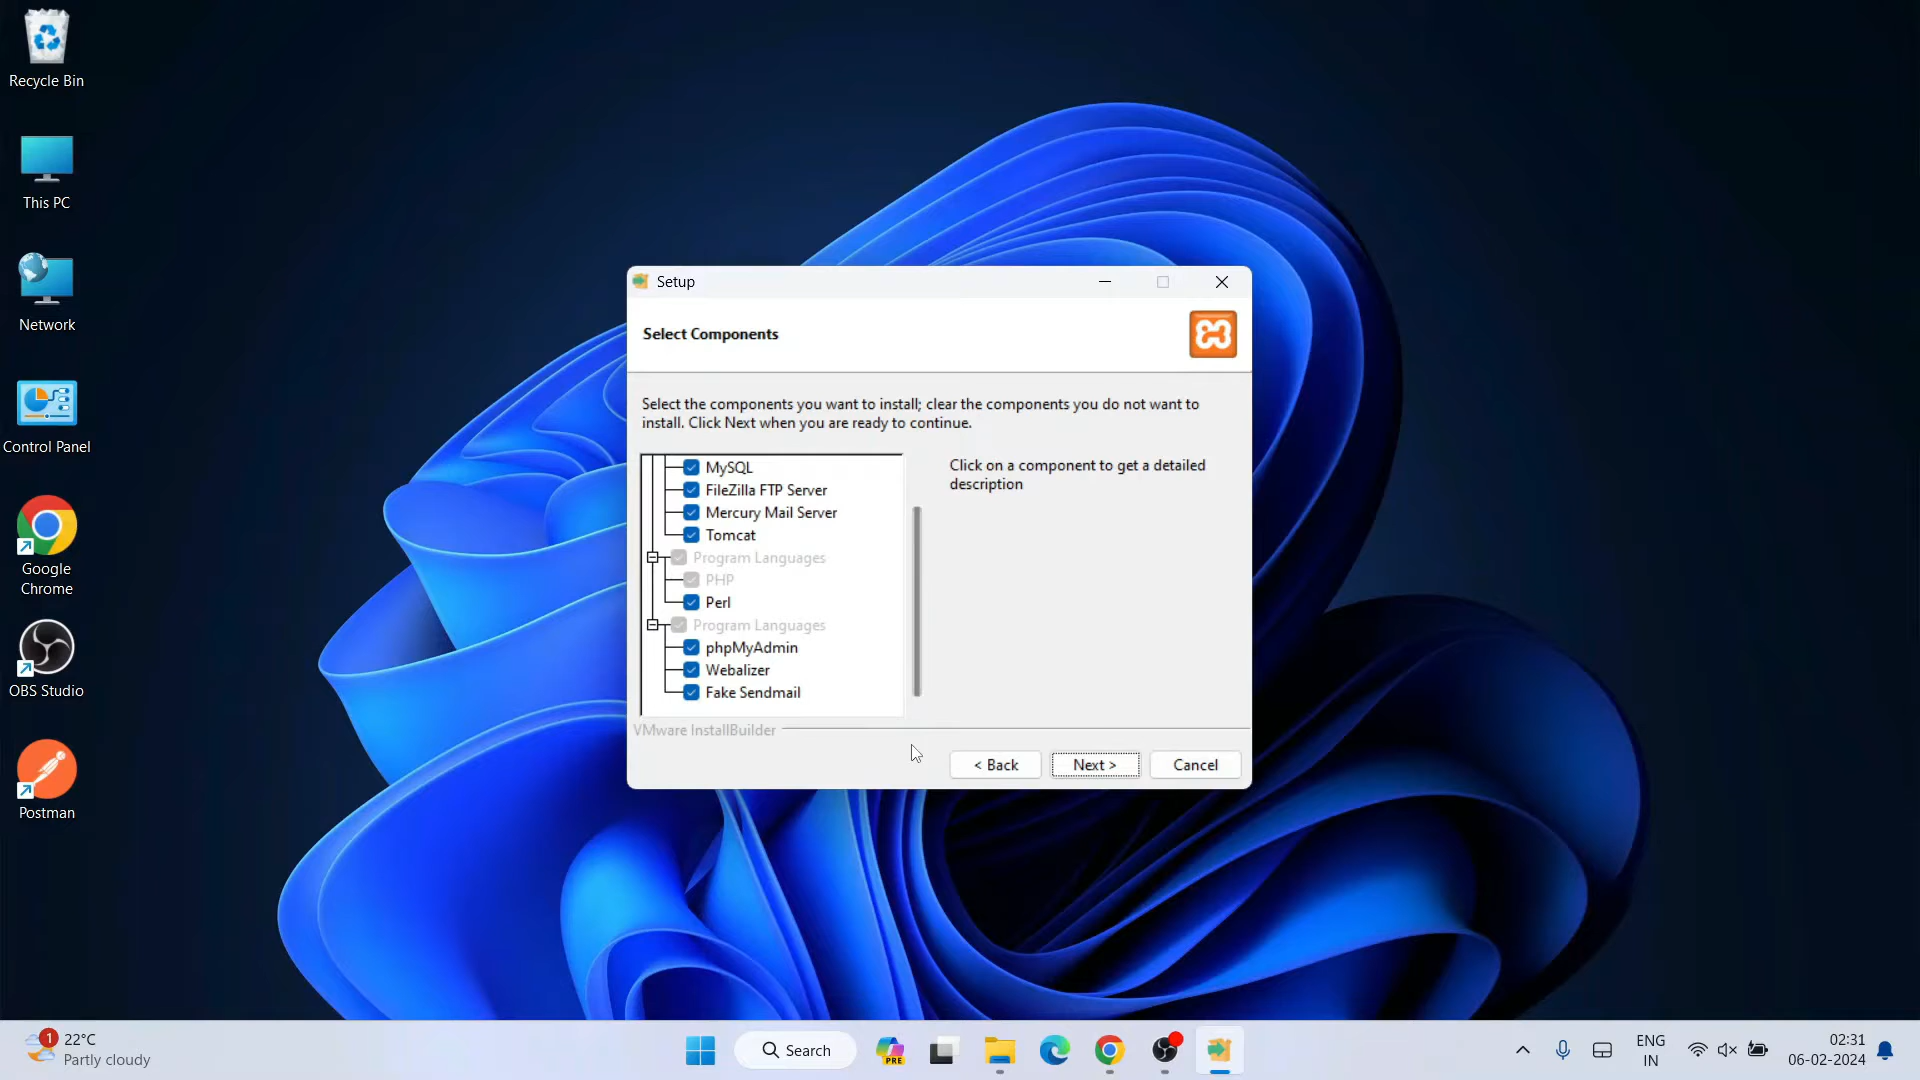 Recycle Bin
This PC
Network
Control Panel
Google
Chrome
OBS Studio
Postman
Setup
Select Components
Select the components you want to install; clear the components you do not want to
install. Click Next when you are ready to continue.
MySQL
FileZilla FTP Server
Mercury Mail Server
Tomcat
Program Languages
PHP
Perl
Program Languages
phpMyAdmin
Webalizer
Fake Sendmail
Click on a component to get a detailed
description
VMware InstallBuilder
< Back
Next >
Cancel
1
22°C
Partly cloudy
Search
PRE
ENG
IN
02:31
06-02-2024